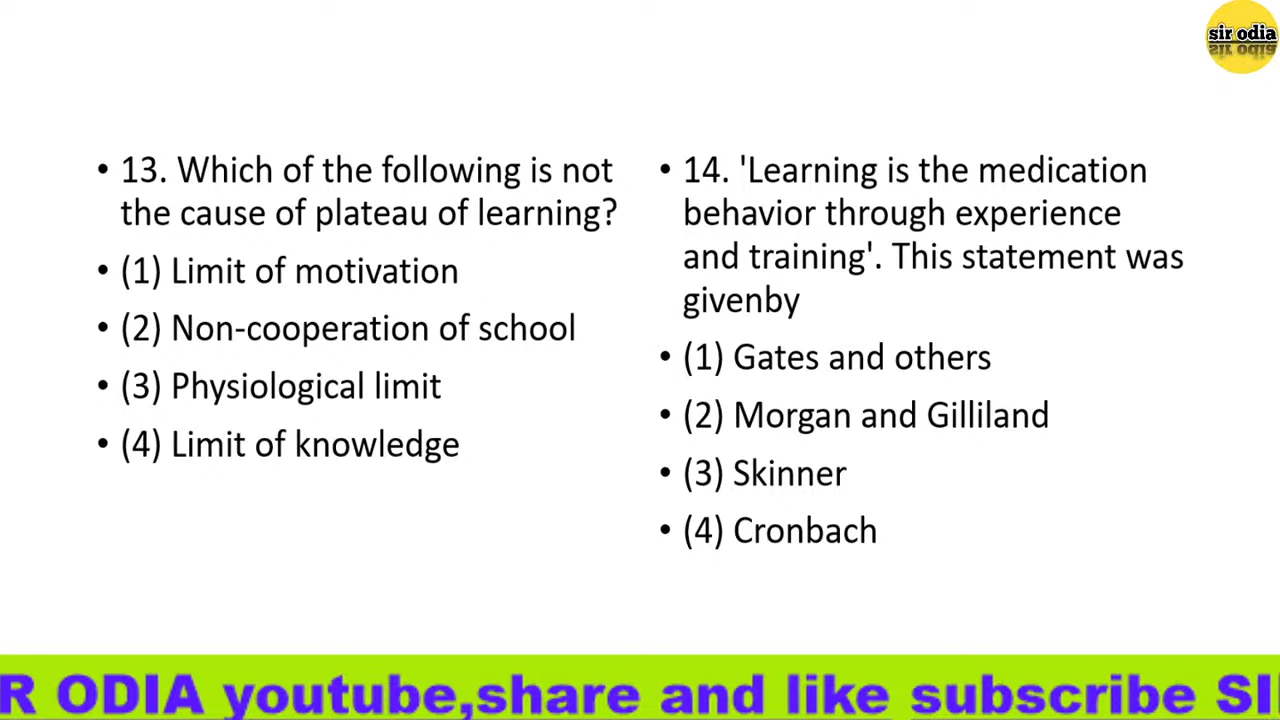 sir odia
• 13. Which of the following is not
the cause of plateau of learning?
• (1) Limit of motivation
• (2) Non-cooperation of school
• (3) Physiological limit
• (4) Limit of knowledge
• 14. 'Learning is the medication
behavior through experience
and training'. This statement was
givenby
• (1) Gates and others
• (2) Morgan and Gilliland
• (3) Skinner
• (4) Cronbach
R ODIA youtube,share and like subscribe SI